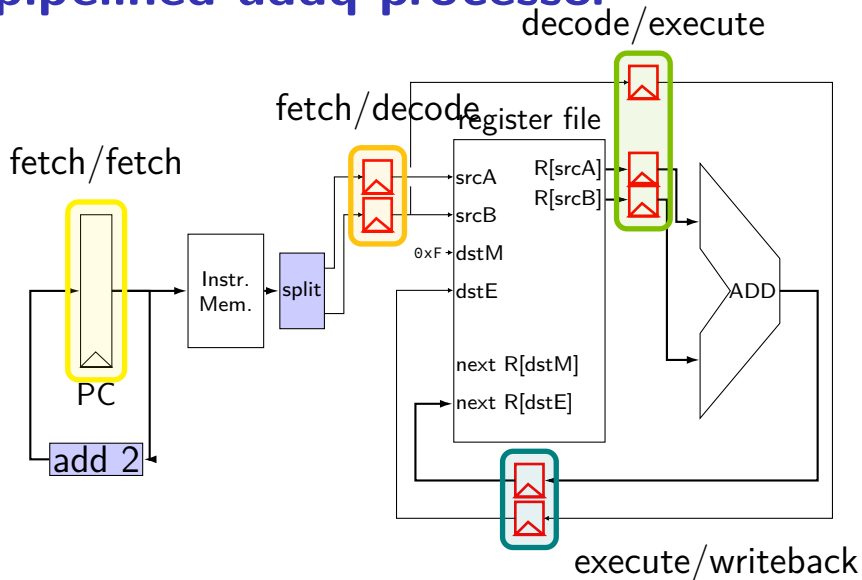 pipelined addq processor
decode/execute
fetch/decode
register file
fetch/fetch
R[srcA]
srcA
R[srcB]
srcB
0xF
dstM
Instr.
Mem.
split
dstE
ADD
next R[dstM]
PC
next R[dstE]
add 2
execute/writeback